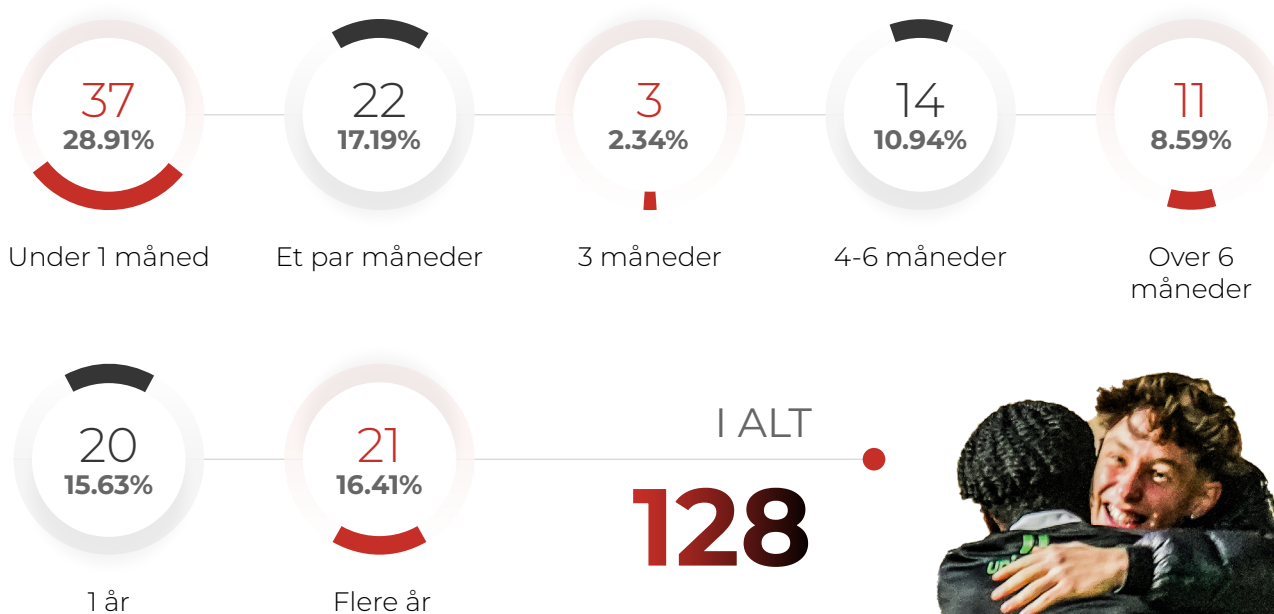 37
28.91%
Under 1 måned
22
17.19%
Et par måneder
3
2.34%
3 måneder
14
10.94%
4-6 måneder
11
8.59%
Over 6
måneder
20
15.63%
1 år
21
16.41%
Flere år
I ALT
128